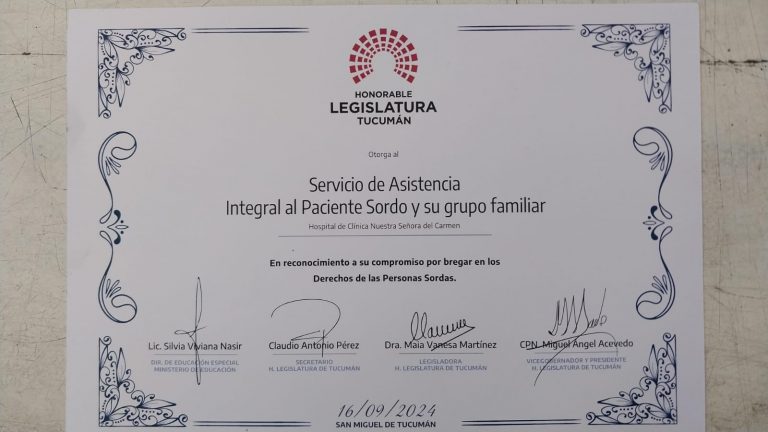 HONORABLE
LEGISLATURA
TUCUMÁN
Otorga al
Servicio de Asistencia
Integral al Paciente Sordo y su grupo familiar
Hospital de Clínica Nuestra Señora del Carmen
En reconocimiento a su compromiso por bregar en los
Derechos de las Personas Sordas.
Lic. Silvia Viviana Nasir
DIR. DE EDUCACIÓN ESPECIAL
MINISTERIO DE EDUCACIÓN
Claudio Antonio Pérez
SECRETARIO
H. LEGISLATURA DE TUCUMÁN
Dra. Maia Vanesa Martínez
LEGISLADORA
H. LEGISLATURA DE TUCUMÁN
CPN. Miguel Ángel Acevedo
VICEGOBERNADOR Y PRESIDENTE
H. LEGISLATURA DE TUCUMÁN
16/09/2024
SAN MIGUEL DE TUCUMÁN